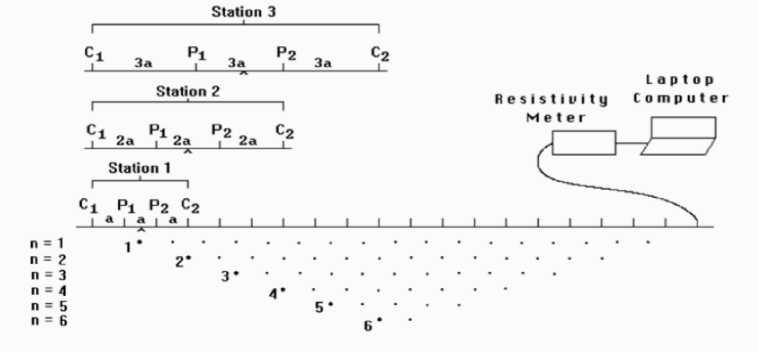 Station 3
C1 P1 P2 C2
3a 3a 3a
Station 2
C1 P1 P2 C2
2a 2a 2a
Station 1
C1 P1 P2 C2
a a a
Resistivity
Meter
Laptop
Computer
n = 1 1
n = 2 2
n = 3 3
n = 4 4
n = 5 5
n = 6 6